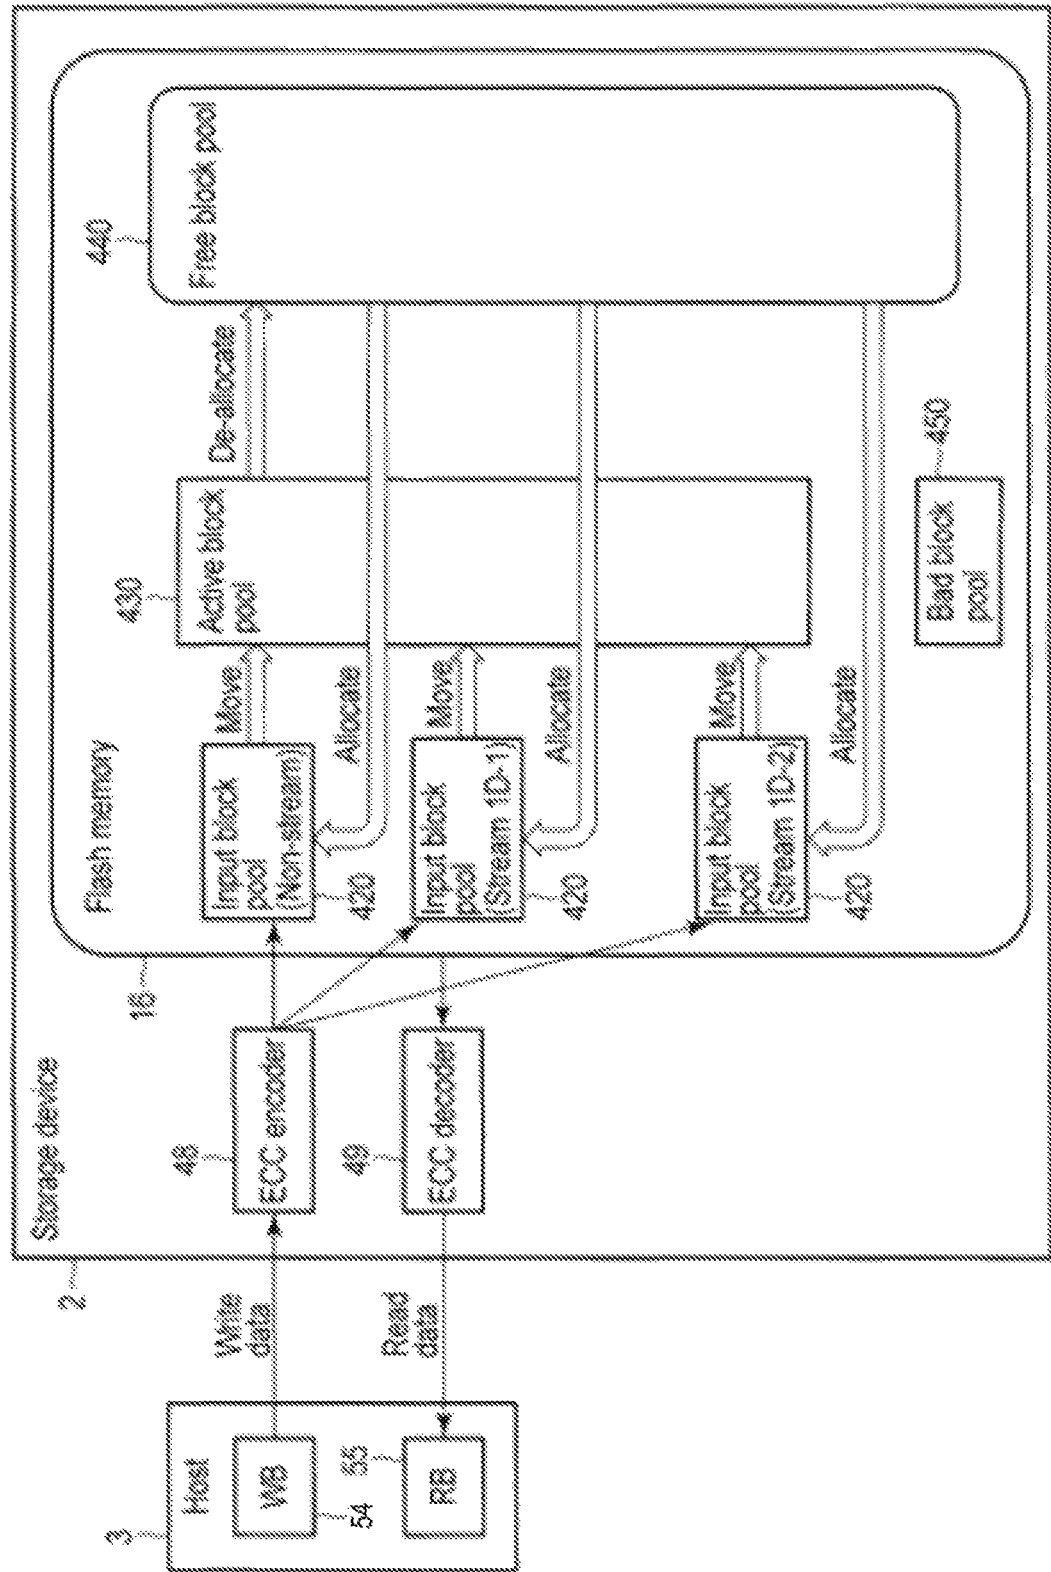 3
Host
WB
54
55
RB
Write
data
Read
data
2
Storage device
48
ECC encoder
49
ECC decoder
16
Flash memory
Input block
pool
(Non-stream)
420
Move
Allocate
Input block
pool
(Stream 1D-1)
420
Move
Allocate
Input block
pool
(Stream 1D-2)
420
Move
Allocate
430
Active block
pool
De-allocate
440
Free block pool
Bad block
pool
450